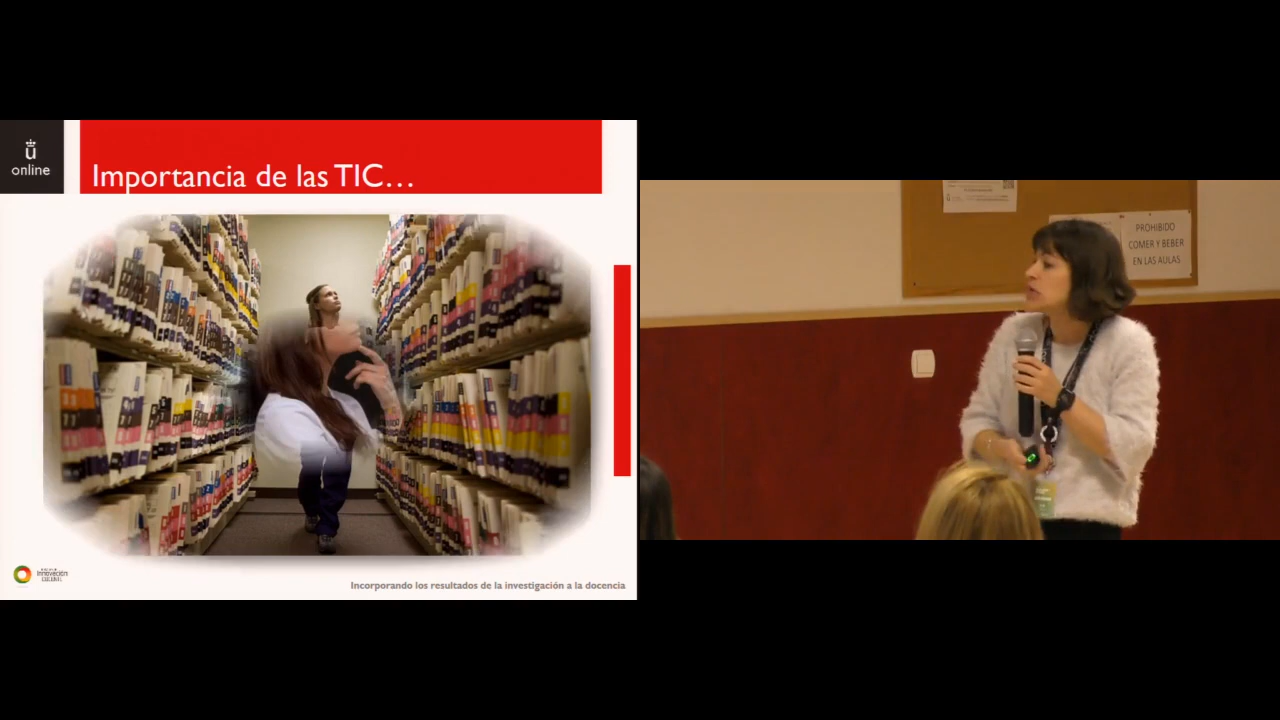 ü
online
Importancia de las TIC...
innovación
Incorporando los resultados de la investigación a la docencia
PROHIBIDO
COMER Y BEBER
EN LAS AULAS